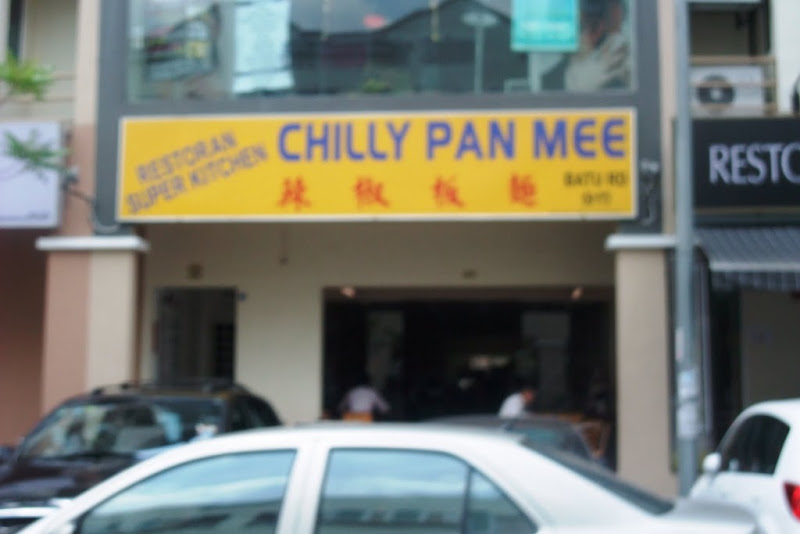 RESTORAN
SUPER KITCHEN
CHILLY PAN MEE
辣 椒 板 麵
BATU RD
RESTO